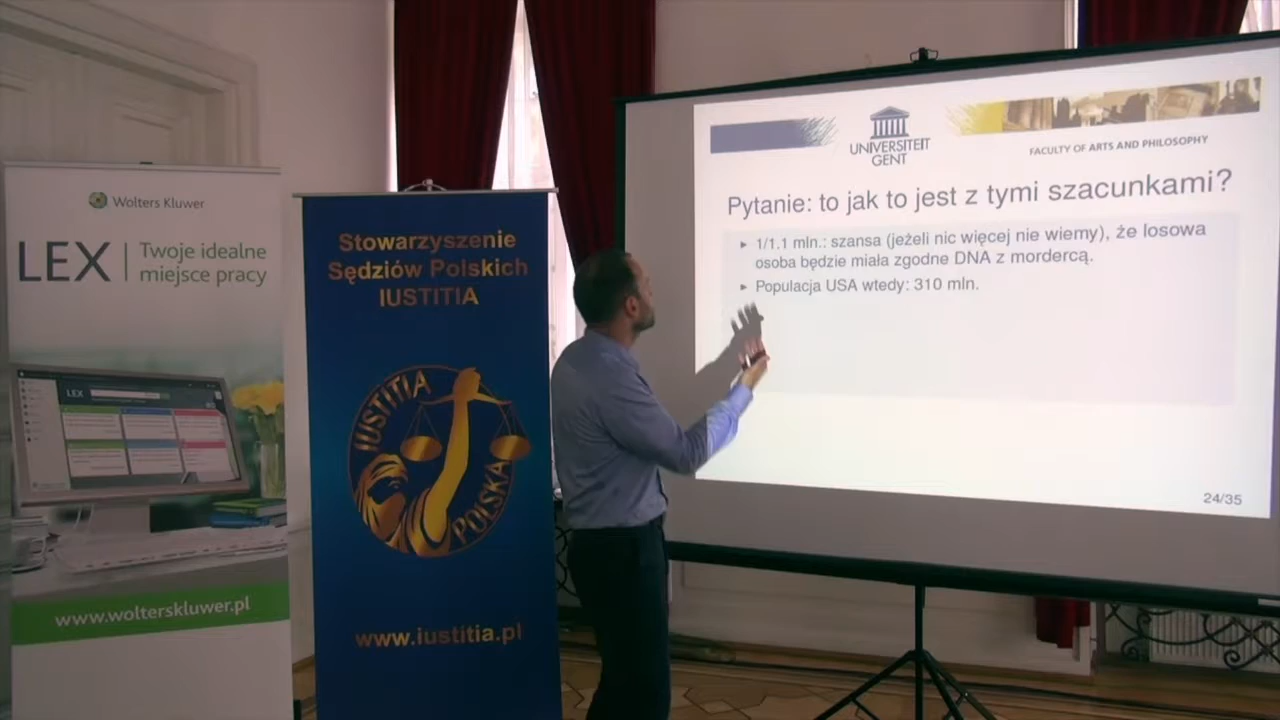 Wolters Kluwer
LEX
Twoje idealne
miejsce pracy
LEX
www.wolterskluwer.pl
Stowarzyszenie
Sędziów Polskich
IUSTITIA
IUSTITIA
POLSKA
www.iustitia.pl
UNIVERSITEIT
GENT
FACULTY OF ARTS AND PHILOSOPHY
Pytanie: to jak to jest z tymi szacunkami?
1/1.1 mln.: szansa (jeżeli nic więcej nie wiemy), że losowa
osoba będzie miała zgodne DNA z mordercą.
Populacja USA wtedy: 310 mln.
24/35